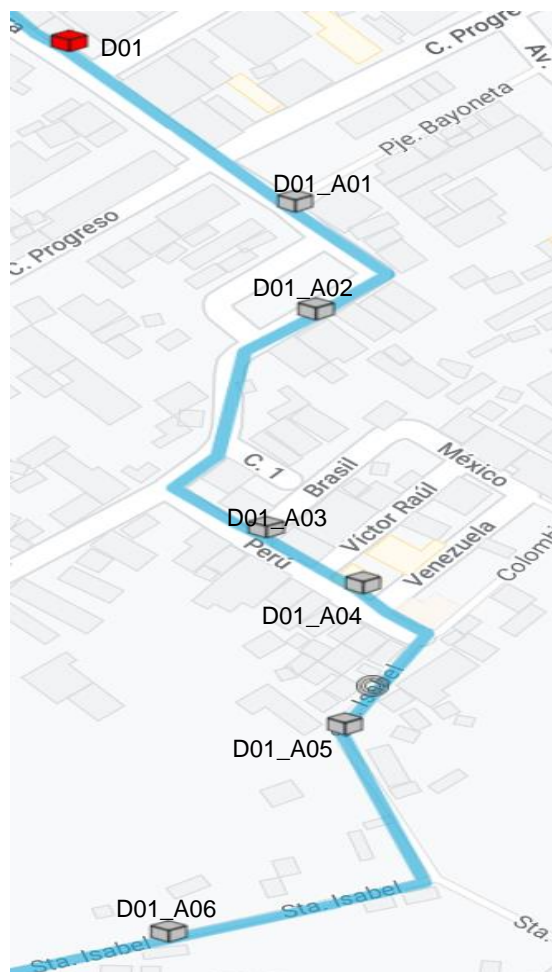 D01
C. Progre
Av.
Pje. Bayoneta
D01_A01
C. Progreso
D01_A02
C. 1
Brasil
México
D01_A03
Víctor Raúl
Perú
Venezuela
Colomb
D01_A04
Isabel
D01_A05
D01_A06
Sta. Isabel
Sta.
Sta. Isabel